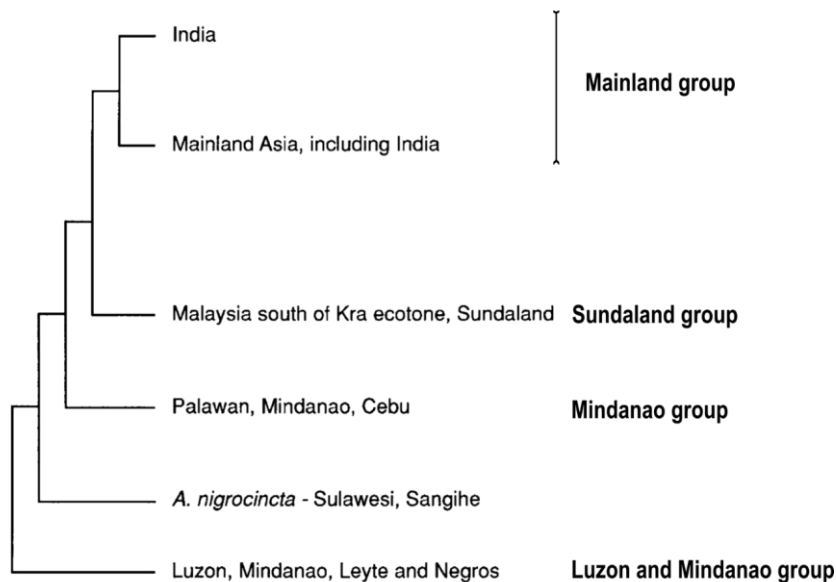 India
Mainland group
Mainland Asia, including India
Malaysia south of Kra ecotone, Sundaland Sundaland group
Palawan, Mindanao, Cebu Mindanao group
A. nigrocincta - Sulawesi, Sangihe
Luzon, Mindanao, Leyte and Negros Luzon and Mindanao group